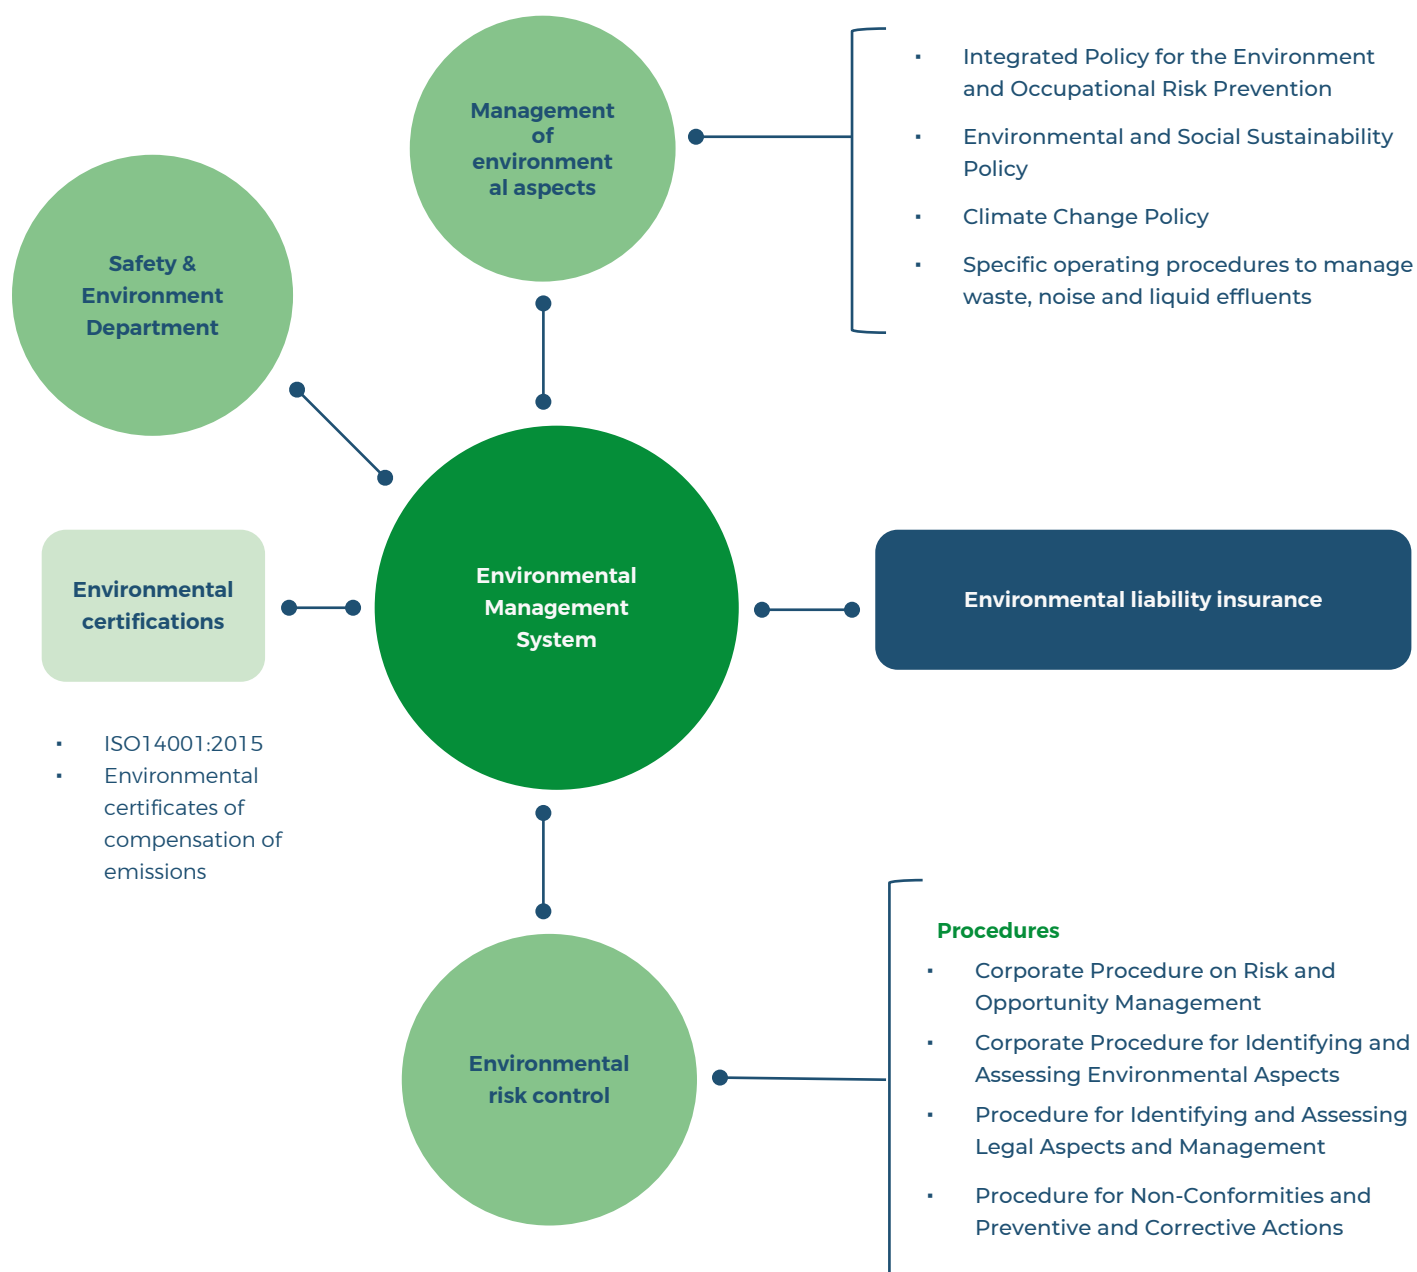 Management
of
environment
al aspects
▪ Integrated Policy for the Environment
and Occupational Risk Prevention
▪ Environmental and Social Sustainability
Policy
▪ Climate Change Policy
▪ Specific operating procedures to manage
waste, noise and liquid effluents
Safety &
Environment
Department
Environmental
Management
System
Environmental
certifications
▪ ISO14001:2015
▪ Environmental
certificates of
compensation of
emissions
Environmental liability insurance
Environmental
risk control
Procedures
▪ Corporate Procedure on Risk and
Opportunity Management
▪ Corporate Procedure for Identifying and
Assessing Environmental Aspects
▪ Procedure for Identifying and Assessing
Legal Aspects and Management
▪ Procedure for Non-Conformities and
Preventive and Corrective Actions